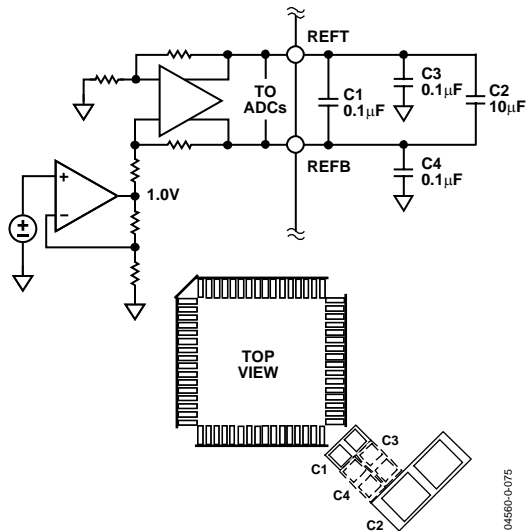 REFT
TO
ADCs
C1
0.1µF
C3
0.1µF
C2
10µF
REFB
C4
0.1µF
+
–
1.0V
TOP
VIEW
C1
C3
C4
C2
04560-0-075